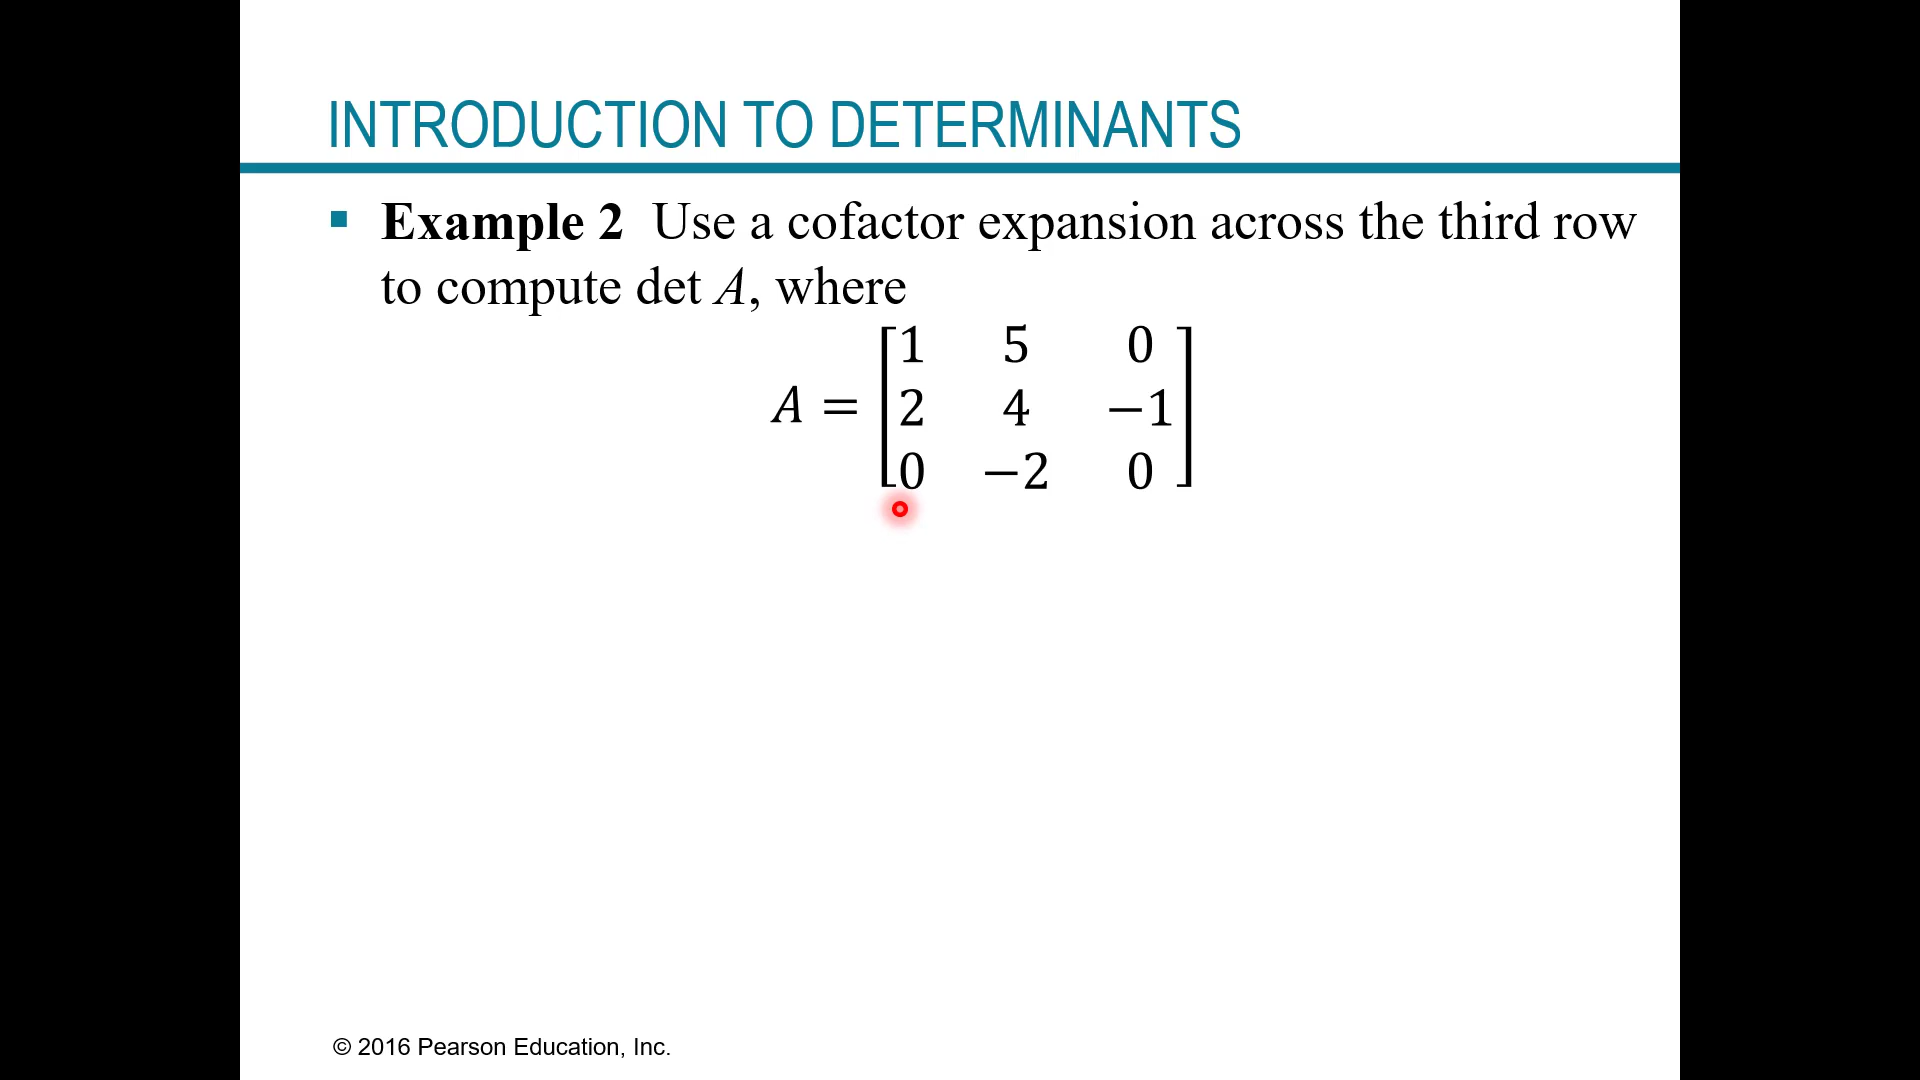 INTRODUCTION TO DETERMINANTS
▪ Example 2 Use a cofactor expansion across the third row
to compute det A, where
1 5 0
A = 2 4 −1
0 −2 0
© 2016 Pearson Education, Inc.